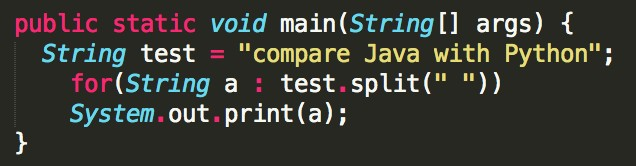 public static void main(String[] args) {
String test = "compare Java with Python";
for(String a : test.split(" "))
System.out.print(a);
}